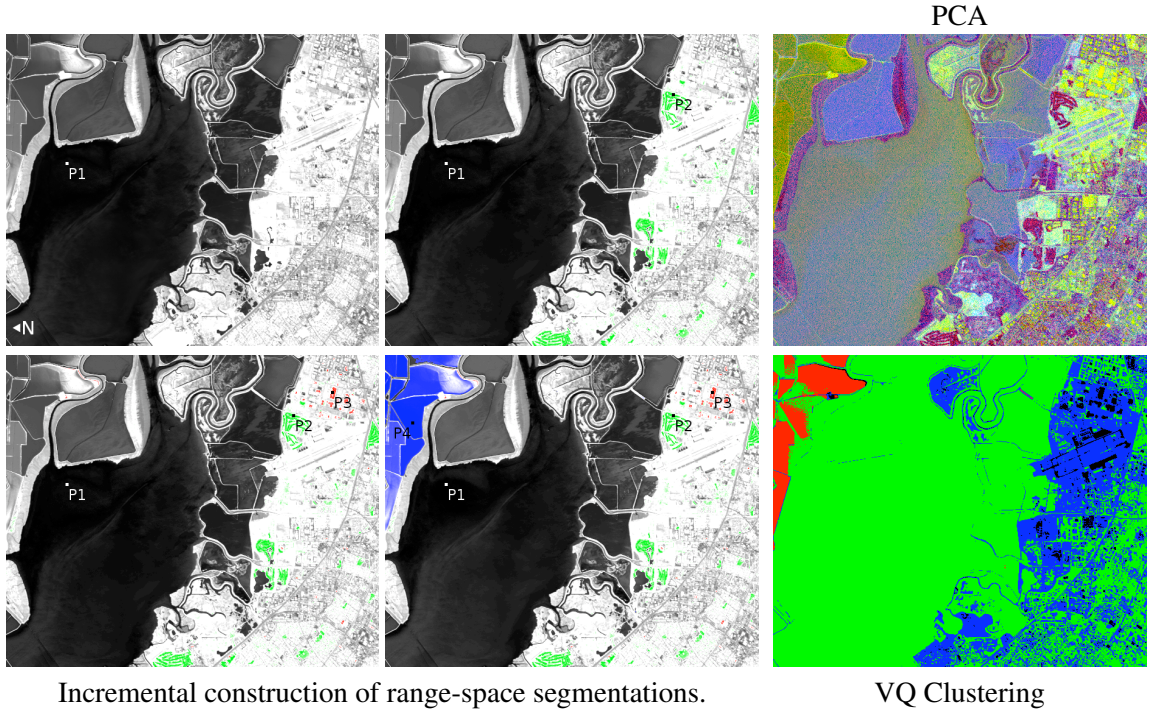 PCA
P1
◄N
P1
P2
P1
P2
P3
P1
P2
P3
P4
Incremental construction of range-space segmentations.
VQ Clustering